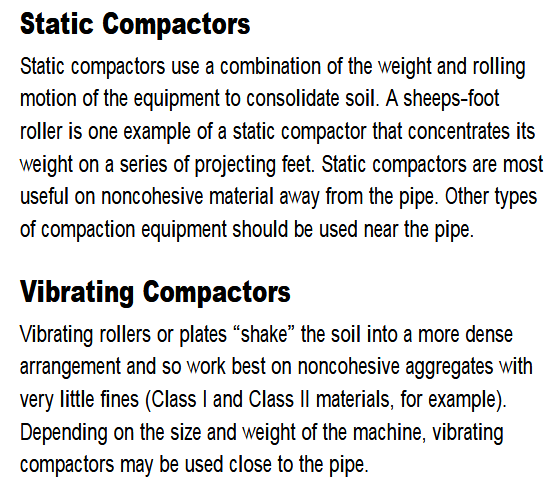 Static Compactors
Static compactors use a combination of the weight and rolling
motion of the equipment to consolidate soil. A sheeps-foot
roller is one example of a static compactor that concentrates its
weight on a series of projecting feet. Static compactors are most
useful on noncohesive material away from the pipe. Other types
of compaction equipment should be used near the pipe.
Vibrating Compactors
Vibrating rollers or plates “shake” the soil into a more dense
arrangement and so work best on noncohesive aggregates with
very little fines (Class I and Class II materials, for example).
Depending on the size and weight of the machine, vibrating
compactors may be used close to the pipe.